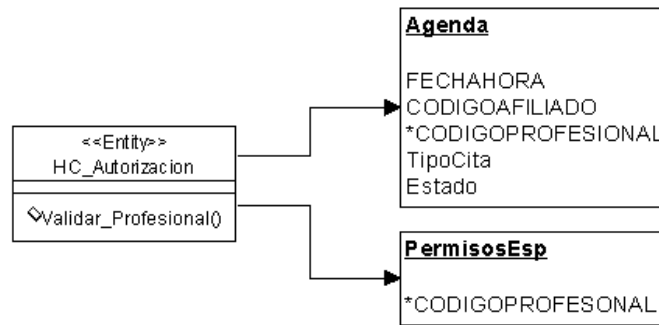 Agenda
FECHAHORA
CODIGOAFILIADO
*CODIGOPROFESIONAL
TipoCita
Estado
<<Entity>>
HC_Autorizacion
Validar_Profesional()
PermisosEsp
*CODIGOPROFESONAL